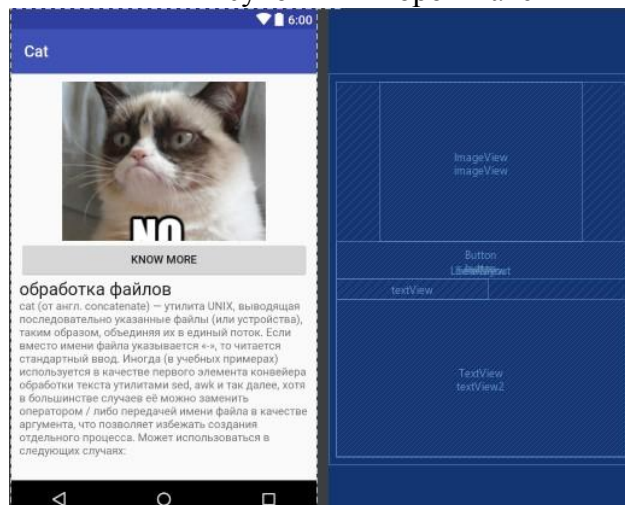 6:00
Cat
NO
KNOW MORE
обработка файлов
cat (от англ. concatenate) — утилита UNIX, выводящая
последовательно указанные файлы (или устройства),
таким образом, объединяя их в единый поток. Если
вместо имени файла указывается «-», то читается
стандартный ввод. Иногда (в учебных примерах)
используется в качестве первого элемента конвейера
обработки текста утилитами sed, awk и так далее, хотя
в большинстве случаев её можно заменить
оператором / либо передачей имени файла в качестве
аргумента, что позволяет избежать создания
отдельного процесса. Может использоваться в
следующих случаях:
ImageView
imageView
Button
textView
TextView
textView2